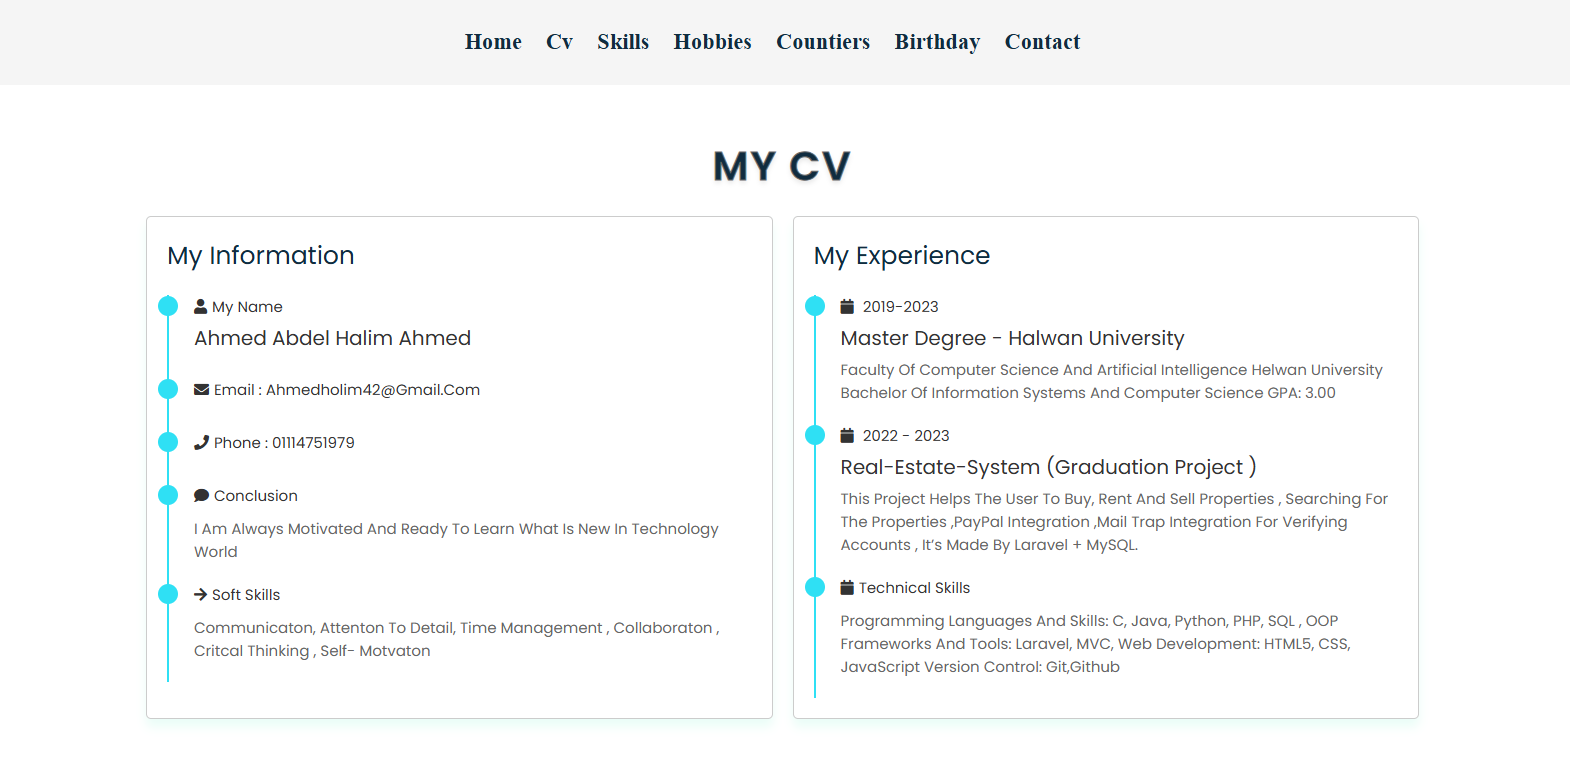 Home Cv Skills Hobbies Countiers Birthday Contact
MY CV
My Information
My Name
Ahmed Abdel Halim Ahmed
Email : Ahmedholim42@Gmail.Com
Phone : 01114751979
Conclusion
I Am Always Motivated And Ready To Learn What Is New In Technology
World
Soft Skills
Communicaton, Attenton To Detail, Time Management , Collaboraton ,
Critcal Thinking , Self- Motvaton
My Experience
2019-2023
Master Degree - Halwan University
Faculty Of Computer Science And Artificial Intelligence Helwan University
Bachelor Of Information Systems And Computer Science GPA: 3.00
2022 - 2023
Real-Estate-System (Graduation Project )
This Project Helps The User To Buy, Rent And Sell Properties , Searching For
The Properties ,PayPal Integration ,Mail Trap Integration For Verifying
Accounts , It’s Made By Laravel + MySQL.
Technical Skills
Programming Languages And Skills: C, Java, Python, PHP, SQL , OOP
Frameworks And Tools: Laravel, MVC, Web Development: HTML5, CSS,
JavaScript Version Control: Git,Github